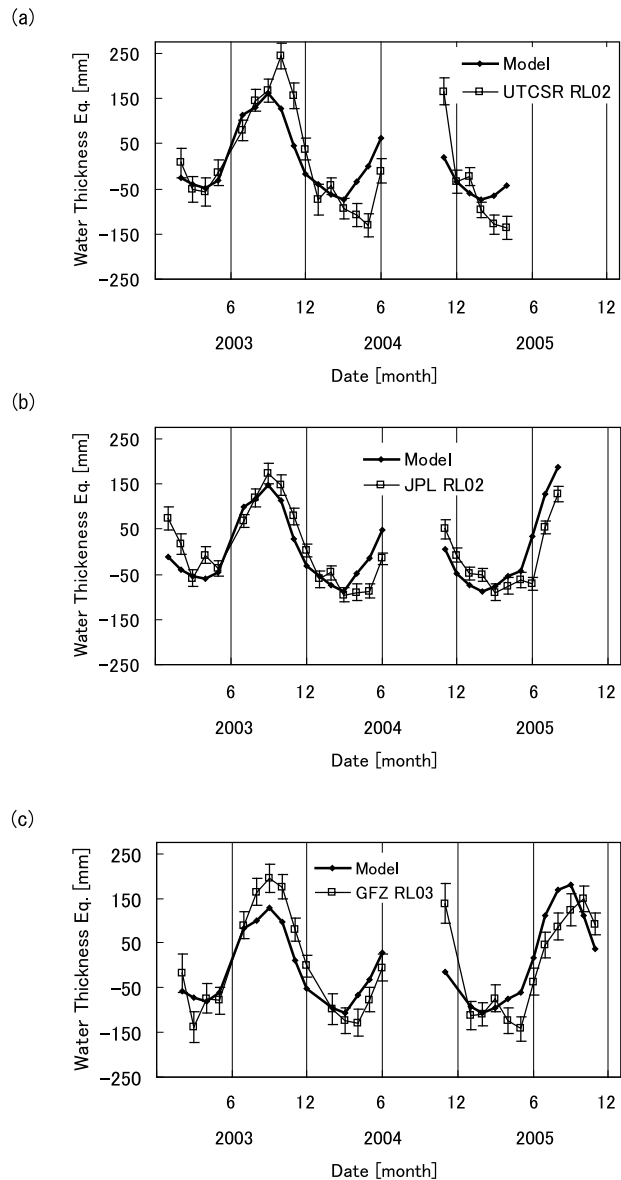 (a)
Water Thickness Eq. [mm]
250
150
50
−50
−150
−250
Model
UTCSR RL02
6 12 6 12 6 12
2003 2004 2005
Date [month]
(b)
Water Thickeness Eq. [mm]
250
150
50
−50
−150
−250
Model
JPL RL02
6 12 6 12 6 12
2003 2004 2005
Date [month]
(c)
Water Thickness Eq. [mm]
250
150
50
−50
−150
−250
Model
GFZ RL03
6 12 6 12 6 12
2003 2004 2005
Date [month]